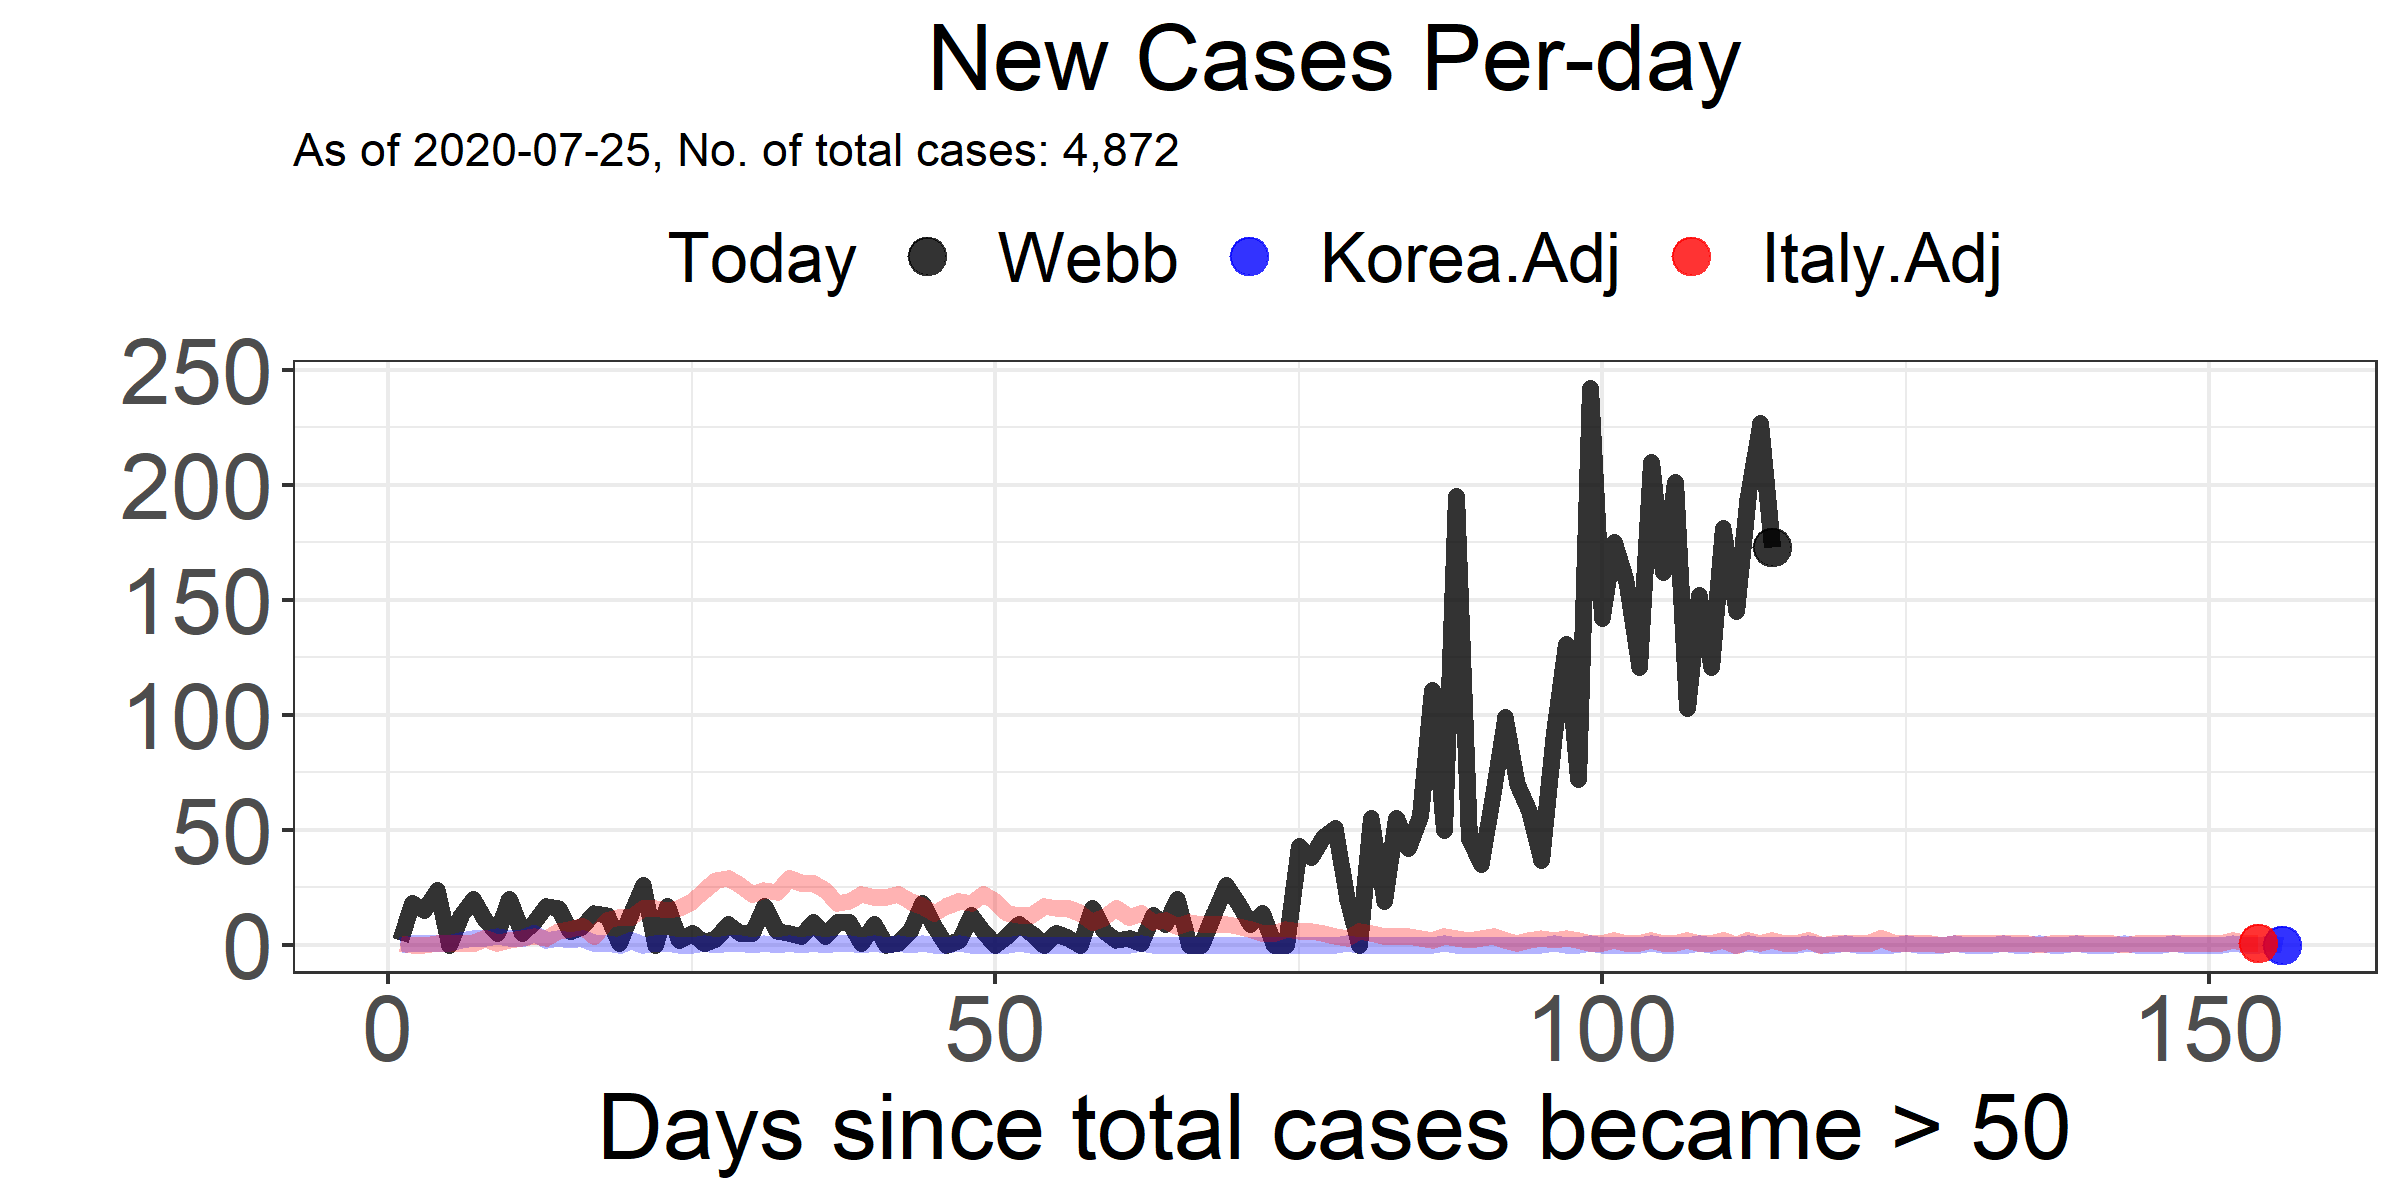 New Cases Per-day
As of 2020-07-25, No. of total cases: 4,872
Today Webb Korea.Adj Italy.Adj
250
200
150
100
50
0
0 50 100 150
Days since total cases became > 50